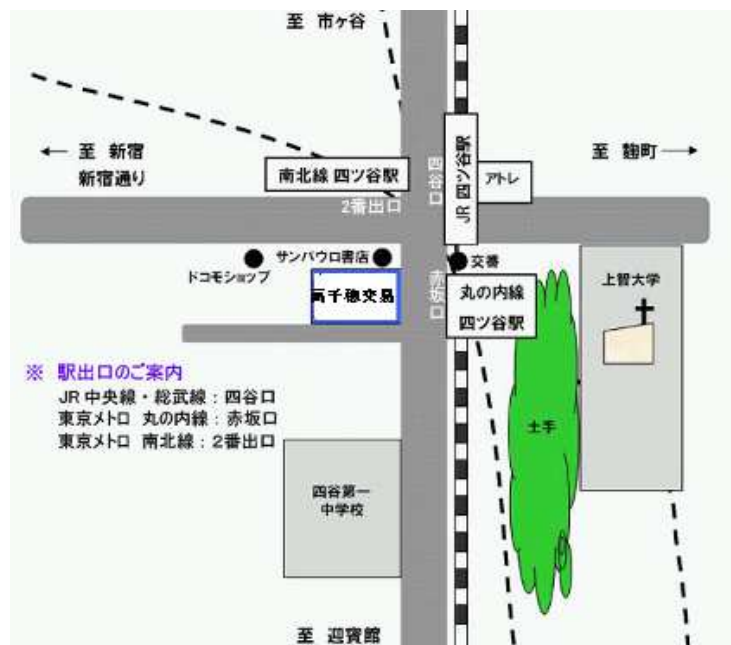 至 市ヶ谷
← 至 新宿
新宿通り
至 麹町 →
南北線 四ツ谷駅
2番出口
四谷口
JR 四ツ谷駅
アトレ
サンパウロ書店
ドコモショップ
交番
高千穂交易
赤坂口
丸の内線
四ツ谷駅
上智大学
※ 駅出口のご案内
JR 中央線・総武線：四谷口
東京メトロ 丸の内線：赤坂口
東京メトロ 南北線：2番出口
土手
四谷第一
中学校
至 迎賓館